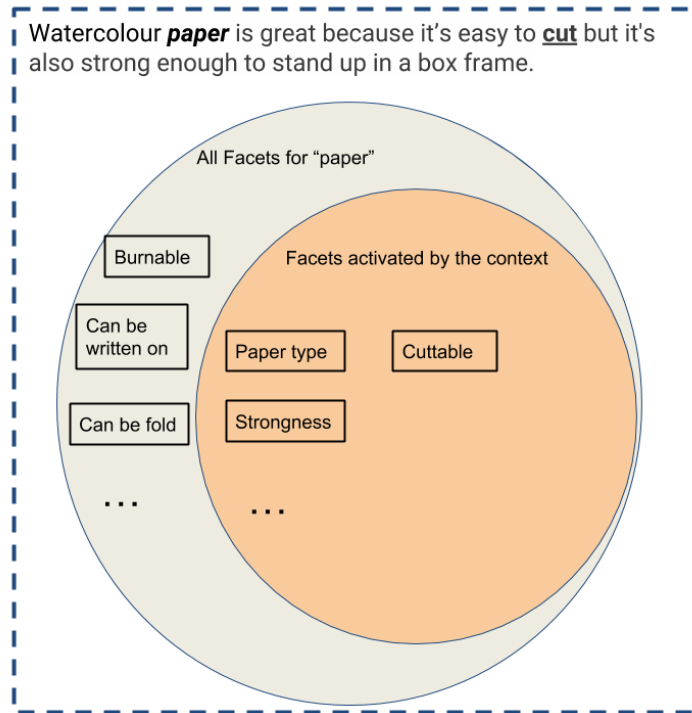 Watercolour paper is great because it’s easy to cut but it's
also strong enough to stand up in a box frame.
All Facets for “paper”
Burnable
Facets activated by the context
Can be
written on
Paper type
Cuttable
Can be fold
Strongness
...
...